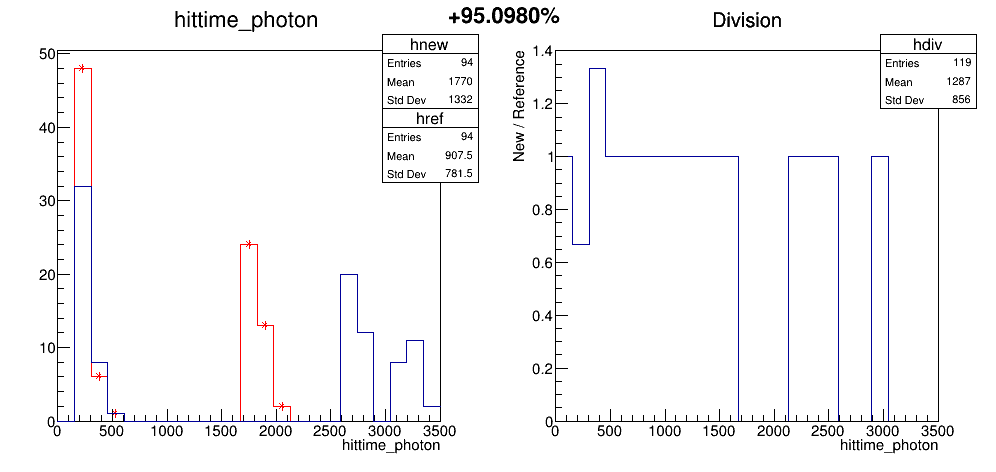 hittime_photon
+95.0980%
Division
hnew
Entries 94
Mean 1770
Std Dev 1332
href
Entries 94
Mean 907.5
Std Dev 781.5
50
40
30
20
10
0
0 500 1000 1500 2000 2500 3000 3500
hittime_photon
hdiv
Entries 119
Mean 1287
Std Dev 856
New / Reference
1.4
1.2
1
0.8
0.6
0.4
0.2
0
0 500 1000 1500 2000 2500 3000 3500
hittime_photon